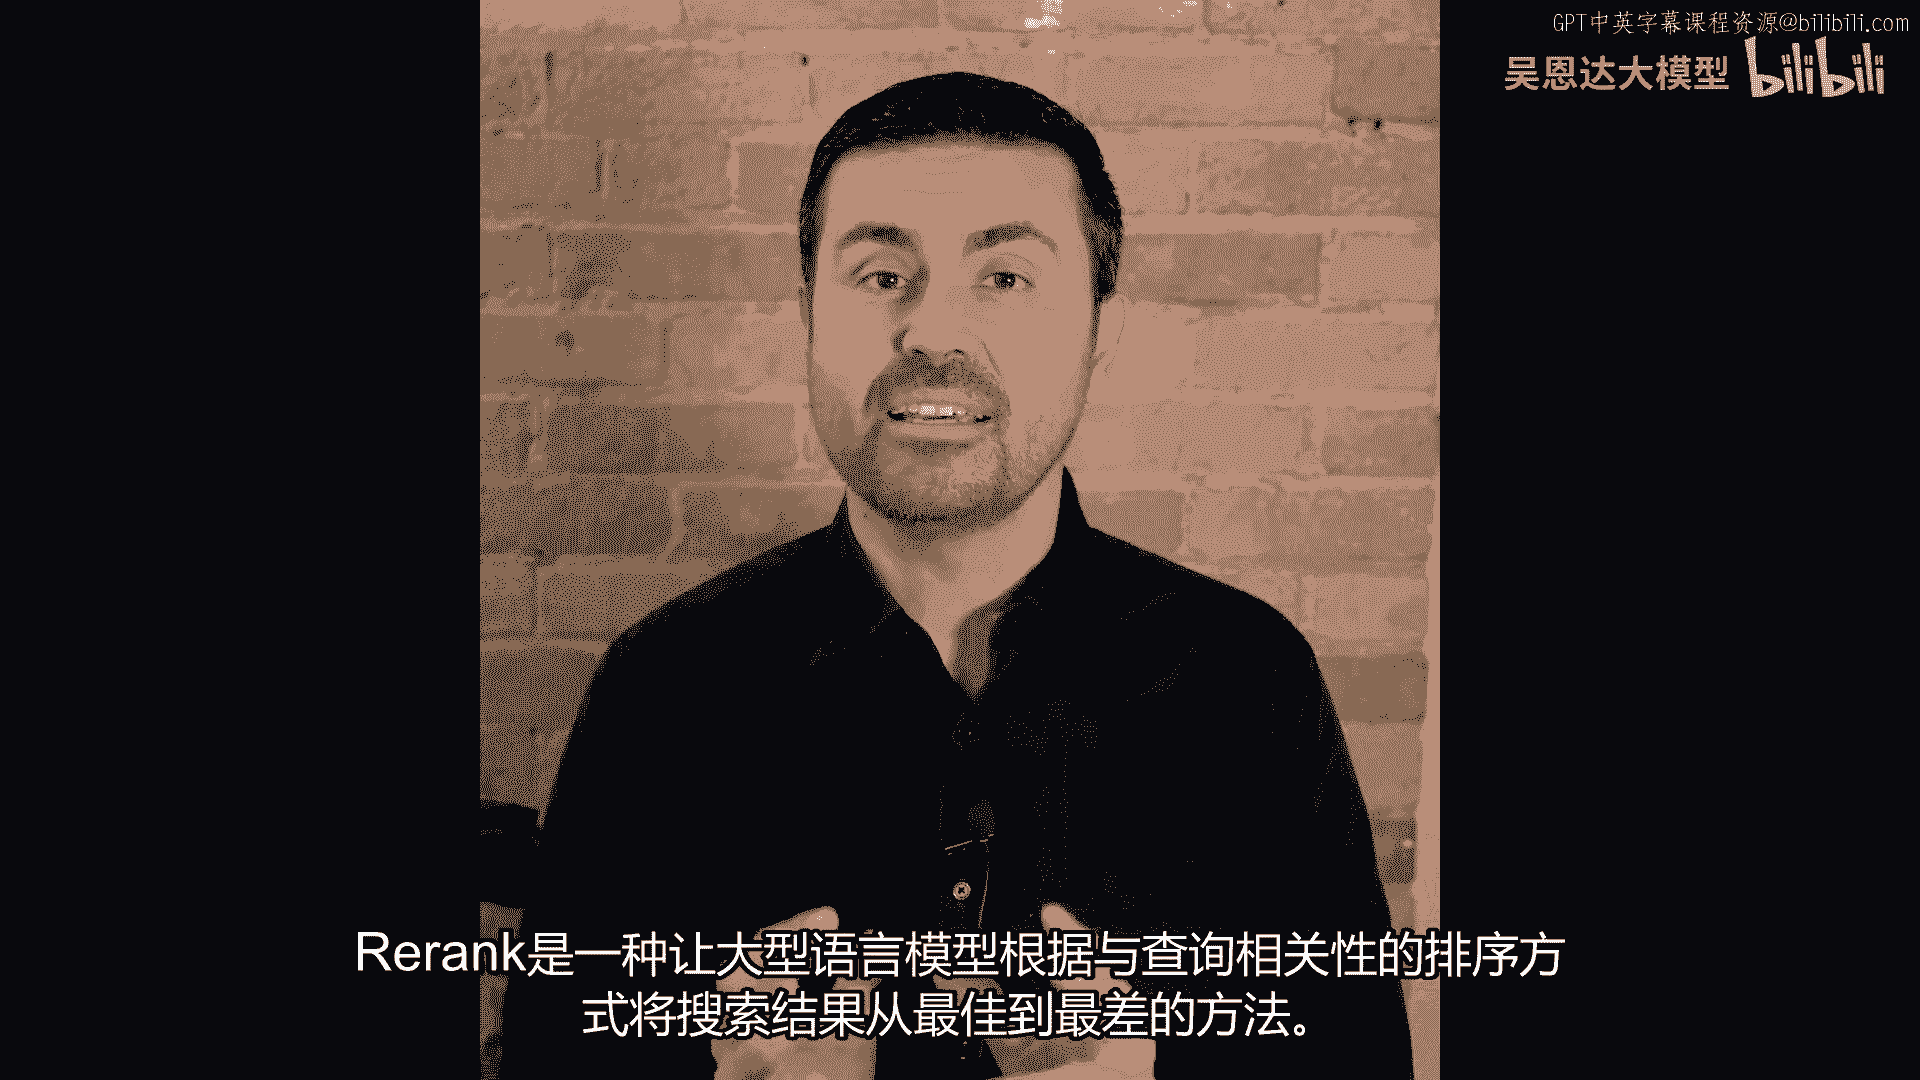 GPT中英字幕课程资源@bilibili.com
吴恩达大模型 bilibili
Rerank是一种让大型语言模型根据与查询相关性的排序方
式将搜索结果从最佳到最差的方法。